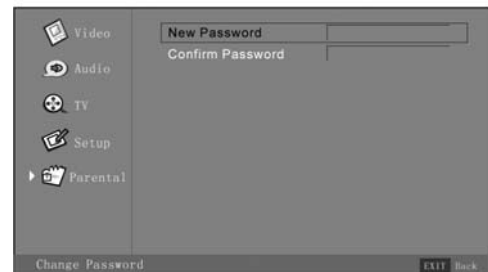 Video
Audio
TV
Setup
Parental
New Password
Confirm Password
Change Password
EXIT Back